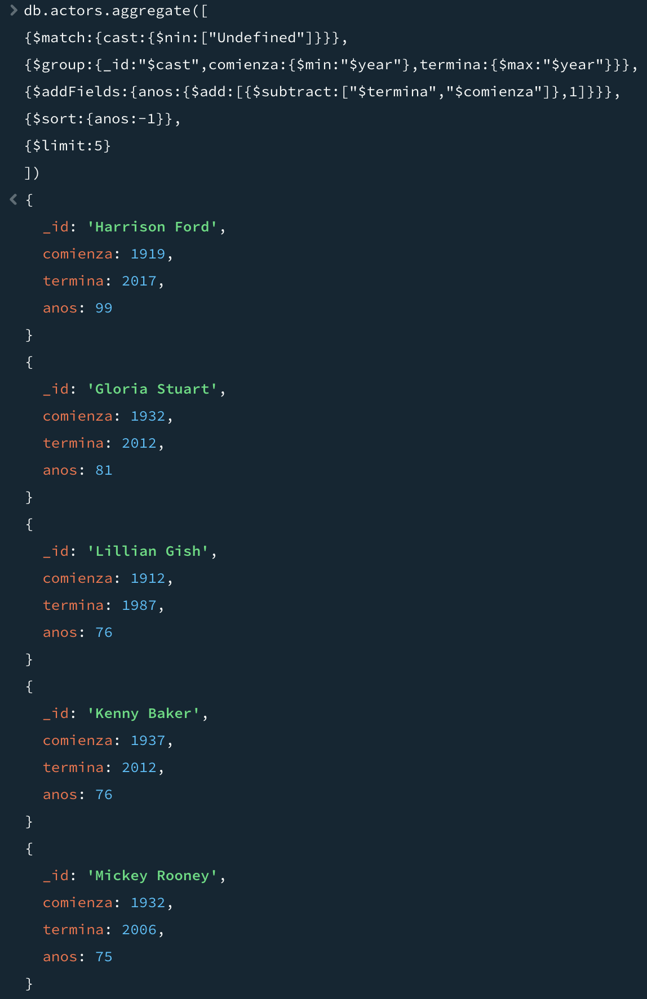 > db.actors.aggregate([
{$match:{cast:{$nin:["Undefined"]}}},
{$group:{_id:"$cast",comienza:{$min:"$year"},termina:{$max:"$year"}}},
{$addFields:{anos:{$add:[{$subtract:["$termina","$comienza"]},1]}}},
{$sort:{anos:-1}},
{$limit:5}
])
< {
_id: 'Harrison Ford',
comienza: 1919,
termina: 2017,
anos: 99
}
{
_id: 'Gloria Stuart',
comienza: 1932,
termina: 2012,
anos: 81
}
{
_id: 'Lillian Gish',
comienza: 1912,
termina: 1987,
anos: 76
}
{
_id: 'Kenny Baker',
comienza: 1937,
termina: 2012,
anos: 76
}
{
_id: 'Mickey Rooney',
comienza: 1932,
termina: 2006,
anos: 75
}